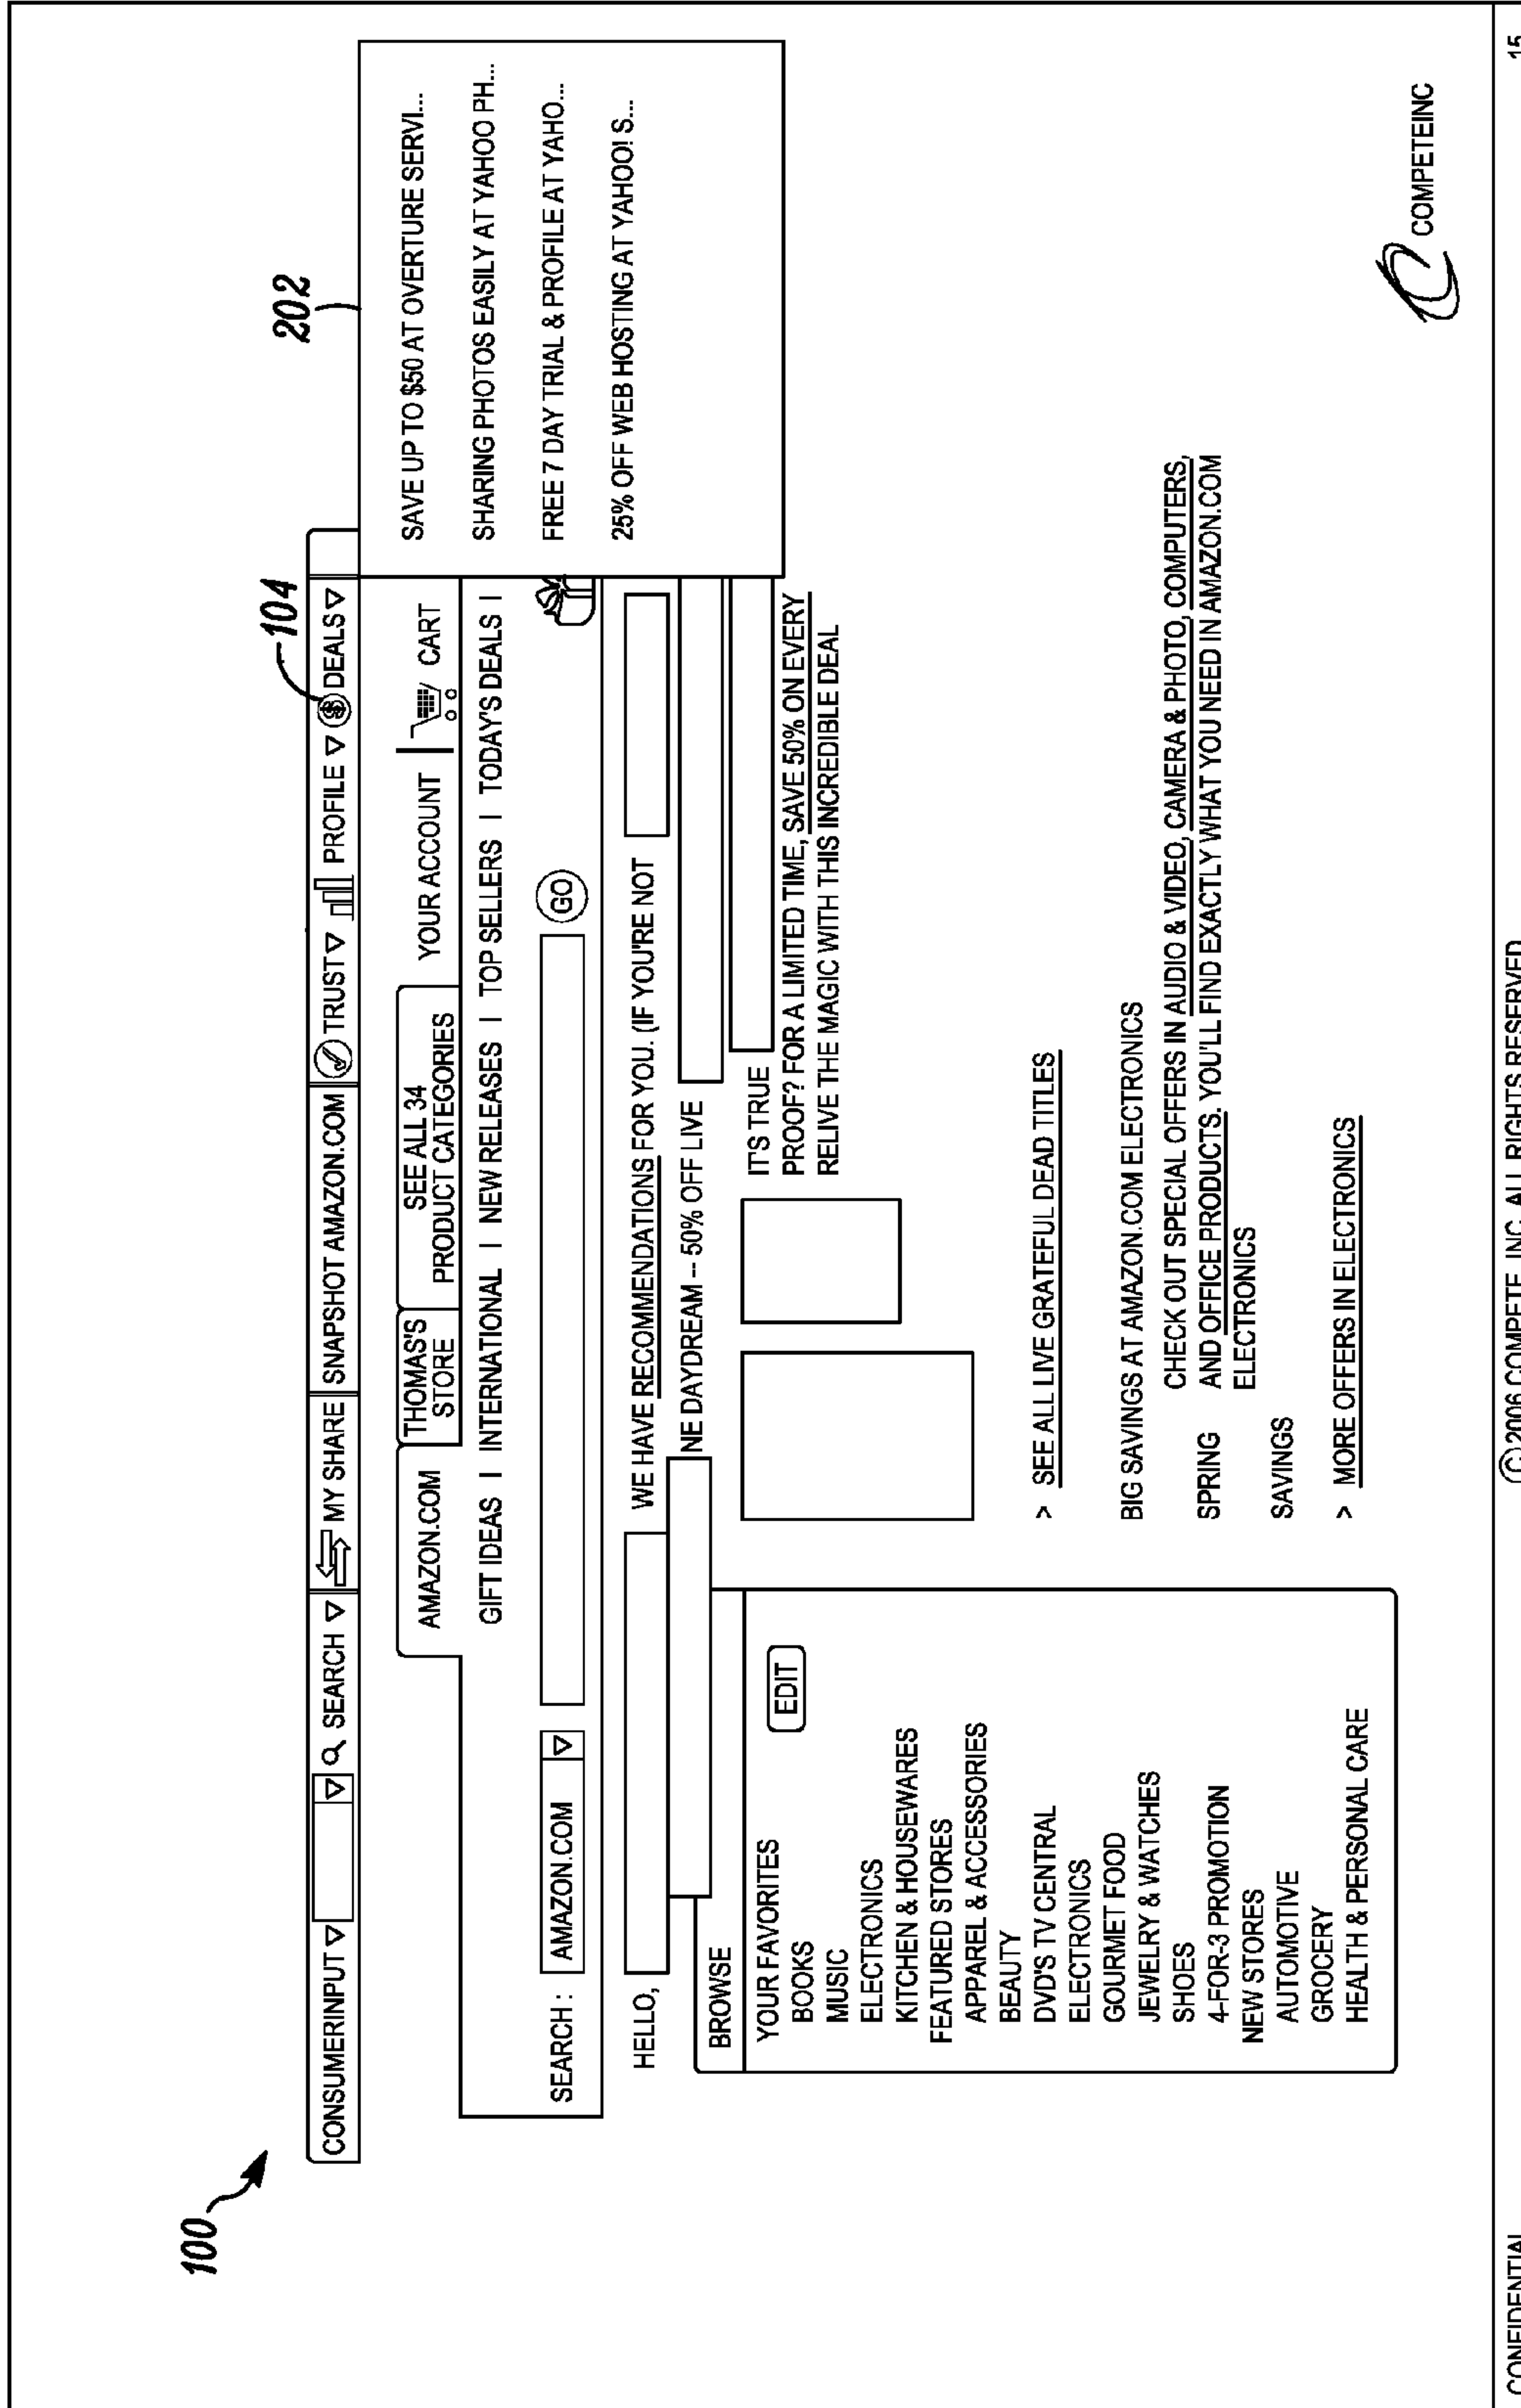 100
202
104
CONSUMERINPUT SEARCH MY SHARE SNAPSHOT AMAZON.COM TRUST PROFILE $ DEALS
SAVE UP TO $50 AT OVERTURE SERVI...
SHARING PHOTOS EASILY AT YAHOO PH...
FREE 7 DAY TRIAL & PROFILE AT YAHO...
25% OFF WEB HOSTING AT YAHOO! S...
AMAZON.COM
THOMAS'S
STORE
SEE ALL 34
PRODUCT CATEGORIES
YOUR ACCOUNT
CART
GIFT IDEAS | INTERNATIONAL | NEW RELEASES | TOP SELLERS | TODAY'S DEALS |
SEARCH: AMAZON.COM GO
HELLO, WE HAVE RECOMMENDATIONS FOR YOU. (IF YOU'RE NOT
NE DAYDREAM -- 50% OFF LIVE
BROWSE
YOUR FAVORITES
EDIT
BOOKS
MUSIC
ELECTRONICS
KITCHEN & HOUSEWARES
FEATURED STORES
APPAREL & ACCESSORIES
BEAUTY
DVD'S TV CENTRAL
ELECTRONICS
GOURMET FOOD
JEWELRY & WATCHES
SHOES
4-FOR-3 PROMOTION
NEW STORES
AUTOMOTIVE
GROCERY
HEALTH & PERSONAL CARE
IT'S TRUE
PROOF? FOR A LIMITED TIME, SAVE 50% ON EVERY
RELIVE THE MAGIC WITH THIS INCREDIBLE DEAL
> SEE ALL LIVE GRATEFUL DEAD TITLES
BIG SAVINGS AT AMAZON.COM ELECTRONICS
CHECK OUT SPECIAL OFFERS IN AUDIO & VIDEO, CAMERA & PHOTO, COMPUTERS,
SPRING AND OFFICE PRODUCTS. YOU'LL FIND EXACTLY WHAT YOU NEED IN AMAZON.COM
ELECTRONICS
SAVINGS
> MORE OFFERS IN ELECTRONICS
COMPETEINC
CONFIDENTIAL
©2006 COMPETE, INC. ALL RIGHTS RESERVED
15